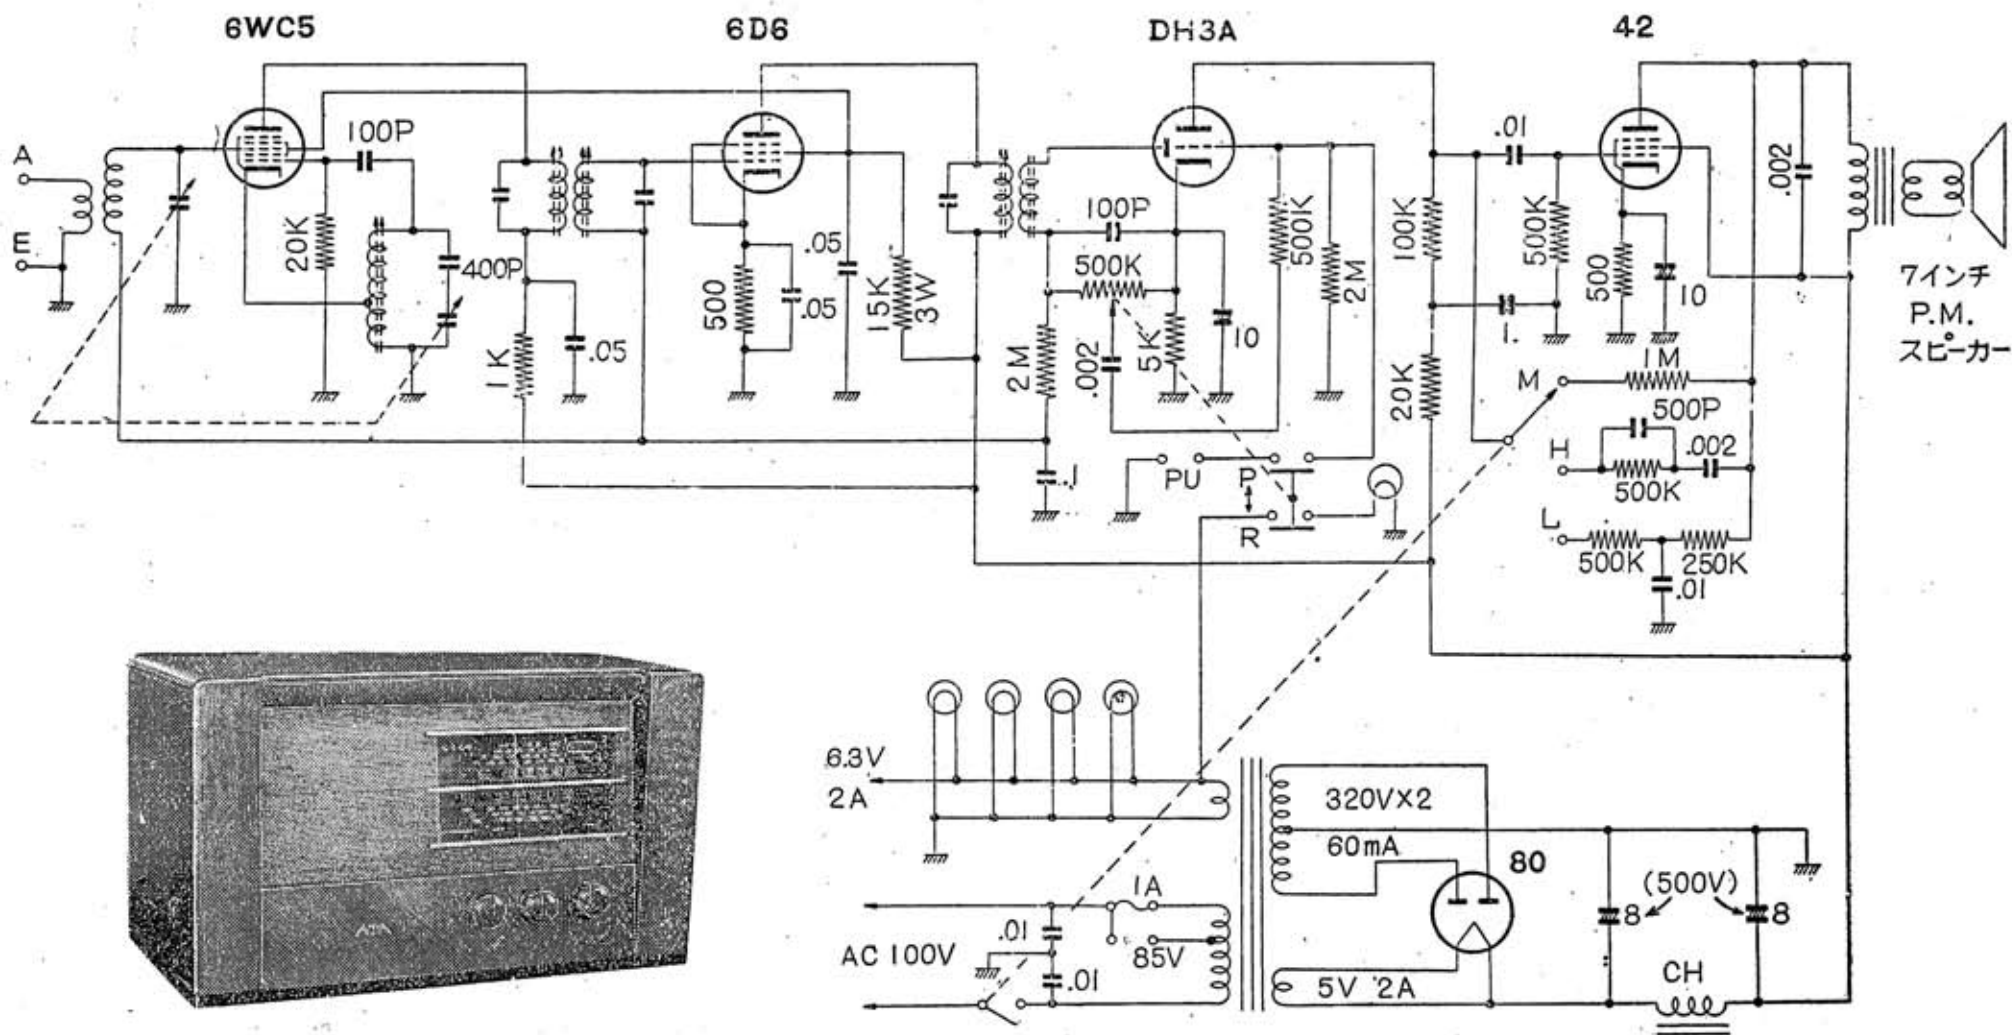 6WC5
6D6
DH3A
42
A
E
100P
20K
400P
1K
.05
500
.05
.05
15K
3W
100P
500K
2M
.002
5K
10
500K
2M
.1
PU
P
R
100K
20K
.01
500K
1.
500
10
.002
7インチ
P.M.
スピーカー
M
1M
H
500P
.002
500K
L
500K
250K
.01
6.3V
2A
320V×2
60mA
80
(500V)
8
8
1A
85V
AC 100V
.01
.01
5V 2A
CH